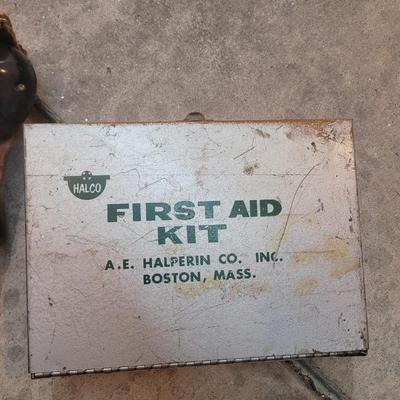 HALCO
FIRST AID
KIT
A.E. HALPERIN CO. INC.
BOSTON, MASS.